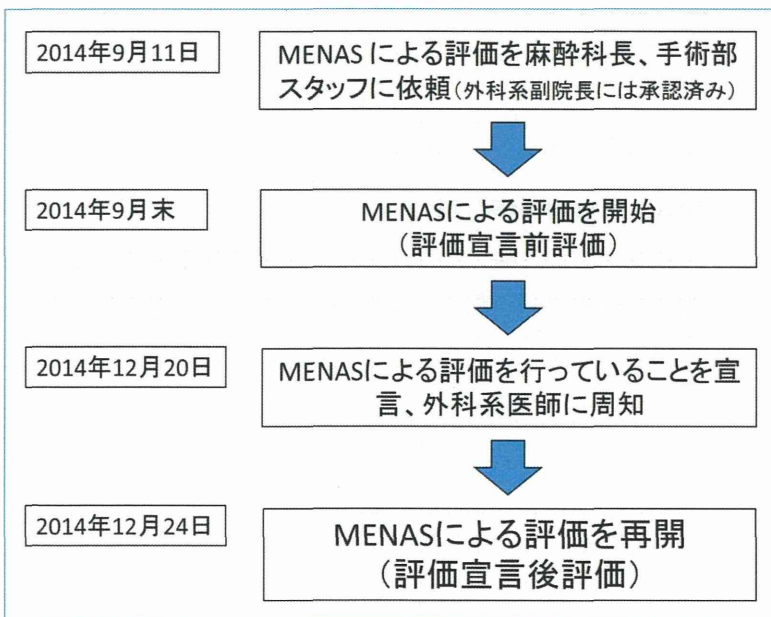 2014年9月11日
MENAS による評価を麻酔科長、手術部
スタッフに依頼(外科系副院長には承認済み)
2014年9月末
MENASによる評価を開始
(評価宣言前評価)
2014年12月20日
MENASによる評価を行っていることを宣
言、外科系医師に周知
2014年12月24日
MENASによる評価を再開
(評価宣言後評価)